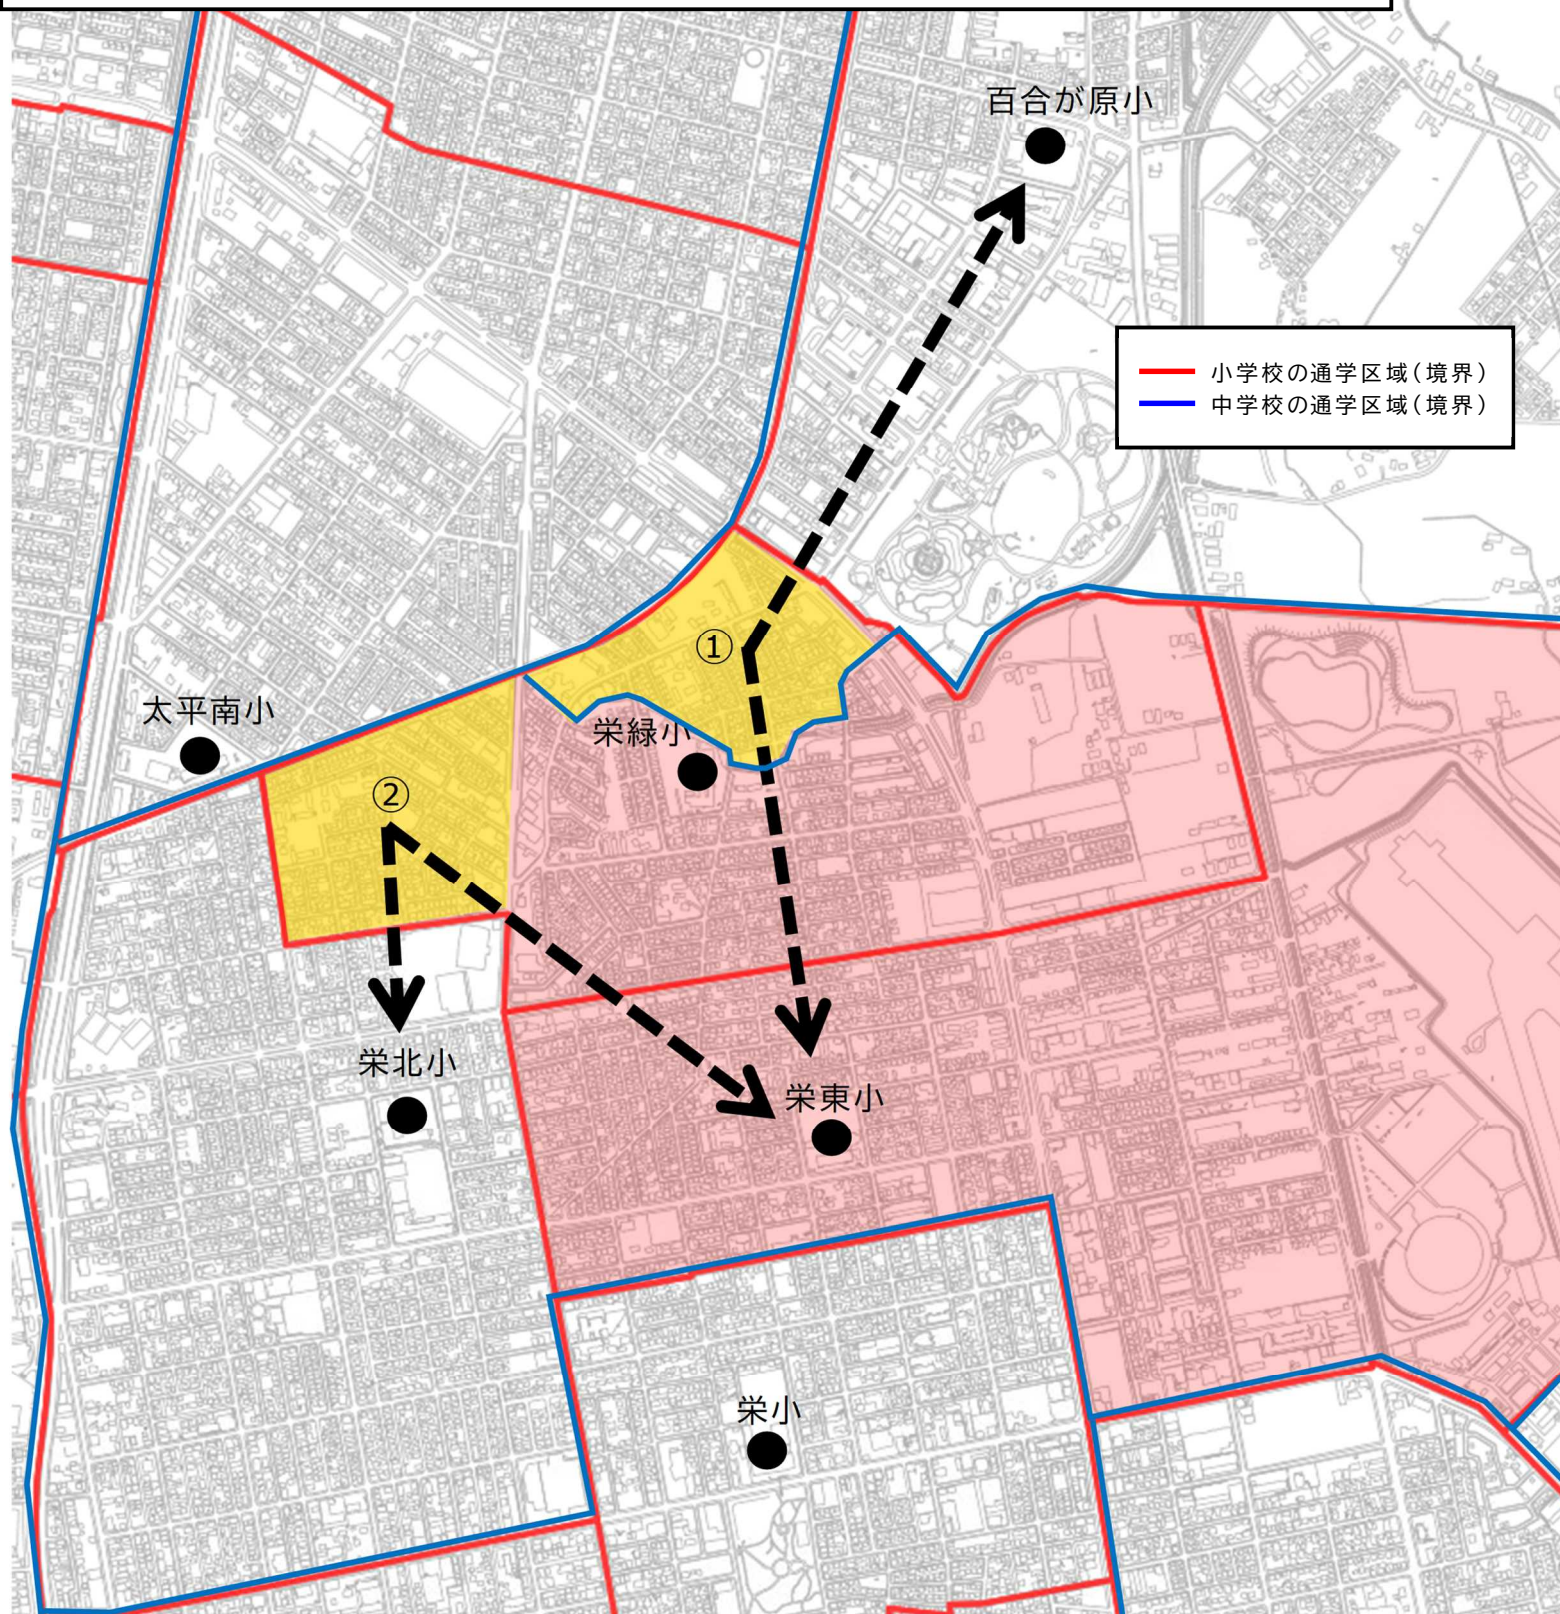 百合が原小
小学校の通学区域(境界)
中学校の通学区域(境界)
①
太平南小
栄緑小
②
栄北小
栄東小
栄小